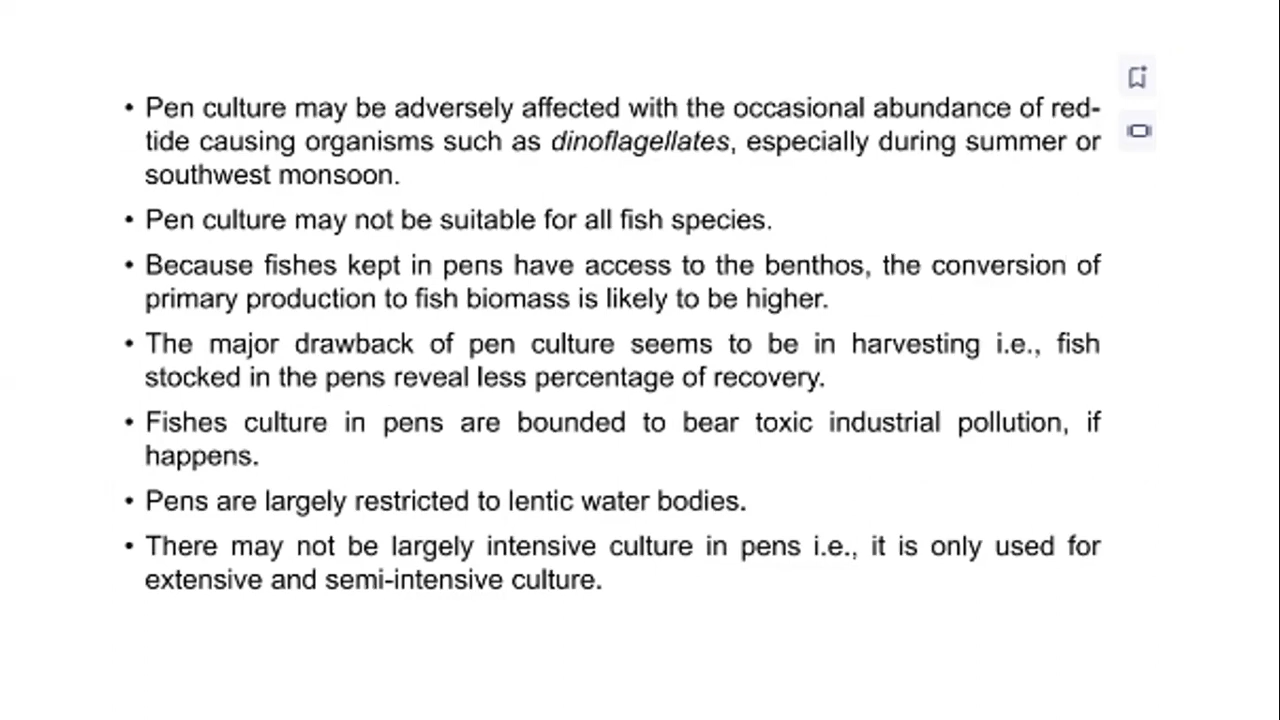 • Pen culture may be adversely affected with the occasional abundance of red-
tide causing organisms such as dinoflagellates, especially during summer or
southwest monsoon.
• Pen culture may not be suitable for all fish species.
• Because fishes kept in pens have access to the benthos, the conversion of
primary production to fish biomass is likely to be higher.
• The major drawback of pen culture seems to be in harvesting i.e., fish
stocked in the pens reveal less percentage of recovery.
• Fishes culture in pens are bounded to bear toxic industrial pollution, if
happens.
• Pens are largely restricted to lentic water bodies.
• There may not be largely intensive culture in pens i.e., it is only used for
extensive and semi-intensive culture.